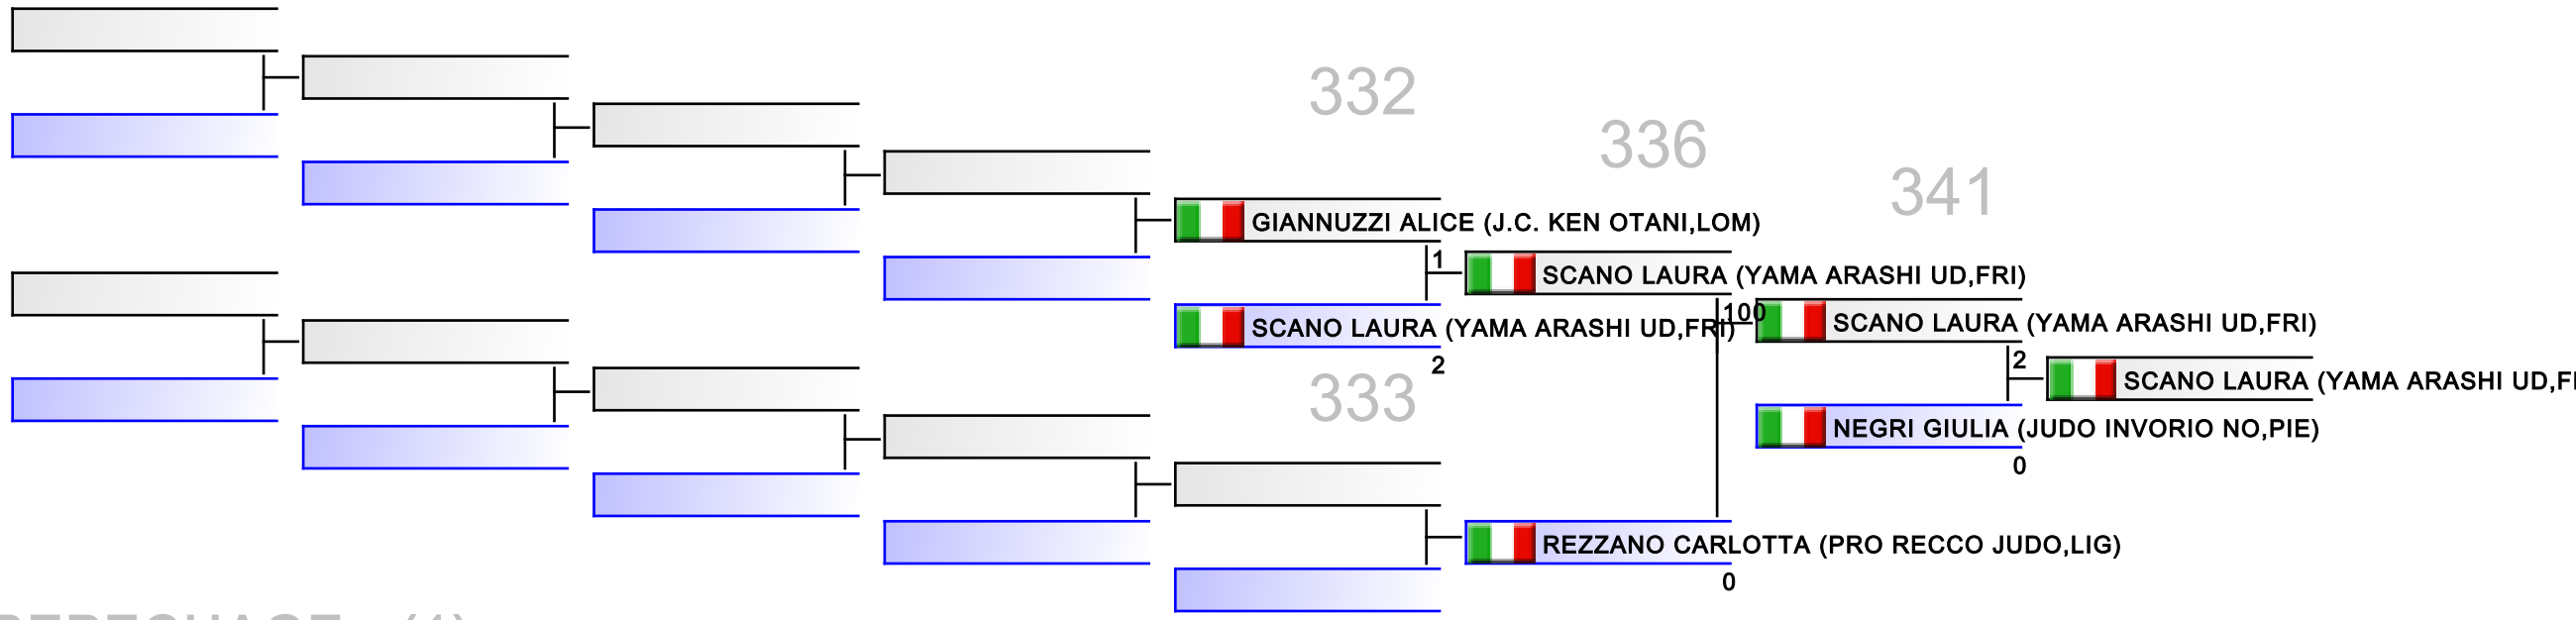 332
336
341
GIANNUZZI ALICE (J.C. KEN OTANI,LOM)
1
SCANO LAURA (YAMA ARASHI UD,FRI)
100
SCANO LAURA (YAMA ARASHI UD,FRI)
SCANO LAURA (YAMA ARASHI UD,FRI)
2
2
SCANO LAURA (YAMA ARASHI UD,F
333
NEGRI GIULIA (JUDO INVORIO NO,PIE)
0
REZZANO CARLOTTA (PRO RECCO JUDO,LIG)
0